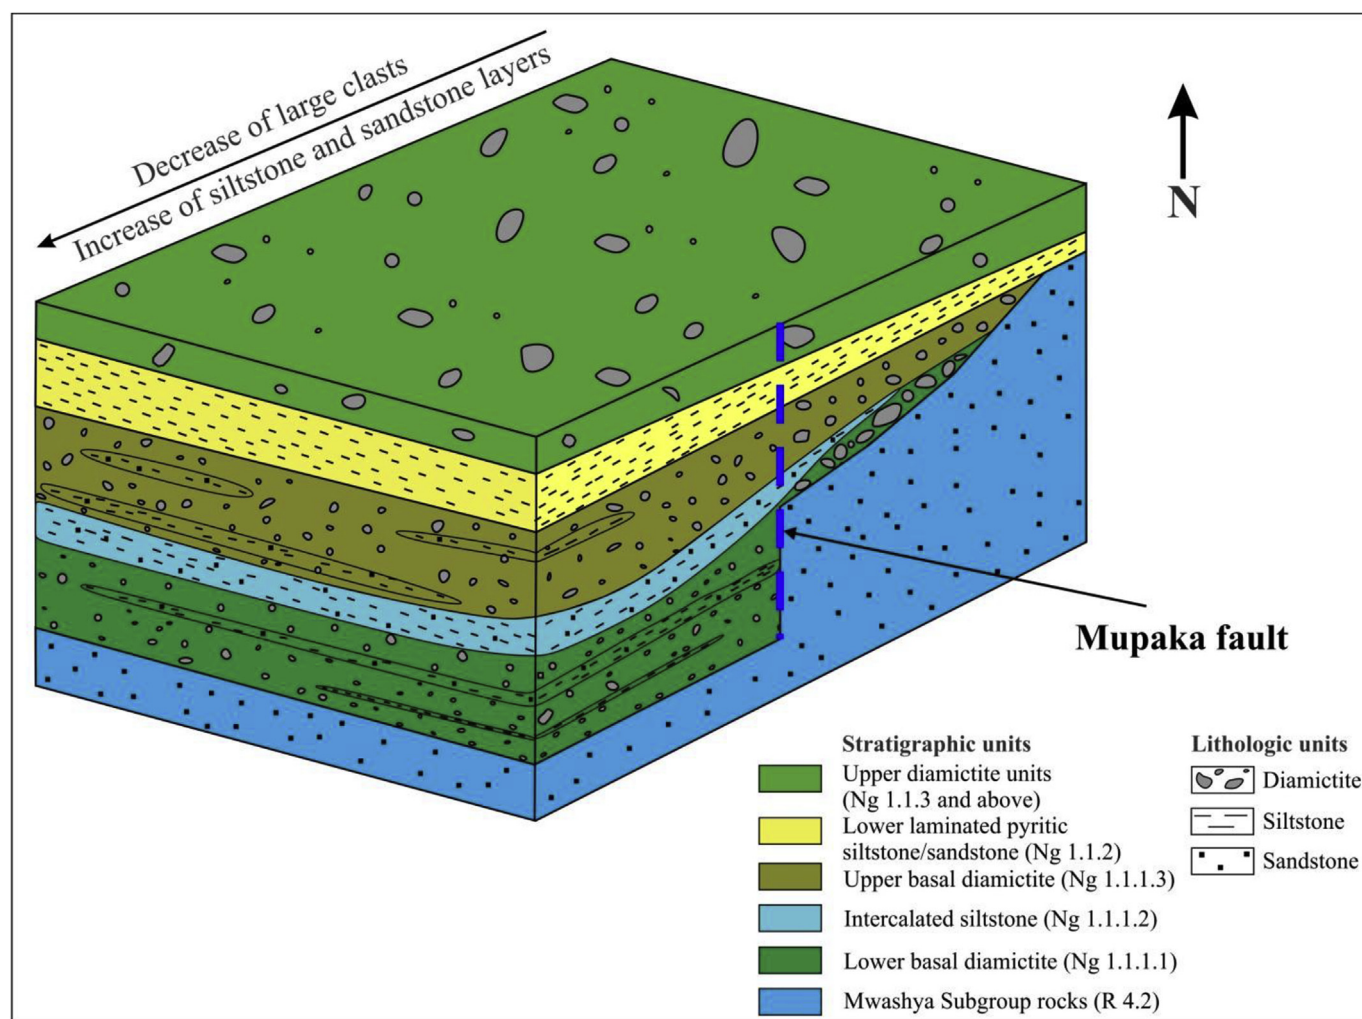 Decrease of large clasts
Increase of siltstone and sandstone layers
N
Mupaka fault
Stratigraphic units
Upper diamictite units
(Ng 1.1.3 and above)
Lower laminated pyritic
siltstone/sandstone (Ng 1.1.2)
Upper basal diamictite (Ng 1.1.1.3)
Intercalated siltstone (Ng 1.1.1.2)
Lower basal diamictite (Ng 1.1.1.1)
Mwashya Subgroup rocks (R 4.2)
Lithologic units
Diamictite
Siltstone
Sandstone